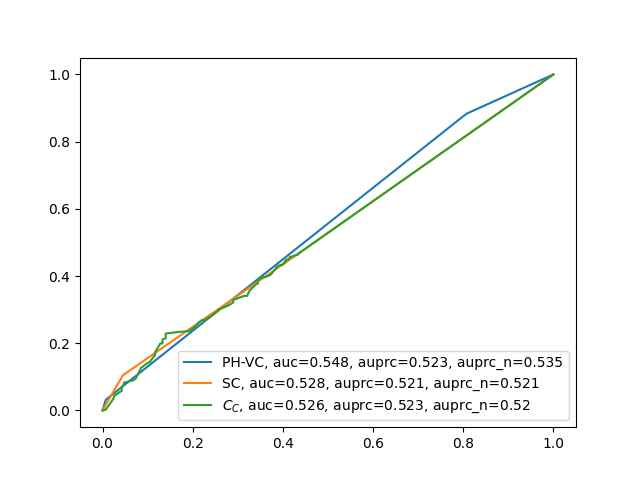 1.0
0.8
0.6
0.4
0.2
0.0
PH-VC, auc=0.548, auprc=0.523, auprc_n=0.535
SC, auc=0.528, auprc=0.521, auprc_n=0.521
C_C, auc=0.526, auprc=0.523, auprc_n=0.52
0.0 0.2 0.4 0.6 0.8 1.0